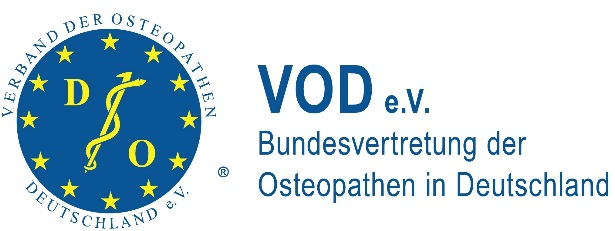 VERBAND DER OSTEOPATHEN
D
O
DEUTSCHLAND e.V.
®
VOD e.V.
Bundesvertretung der
Osteopathen in Deutschland